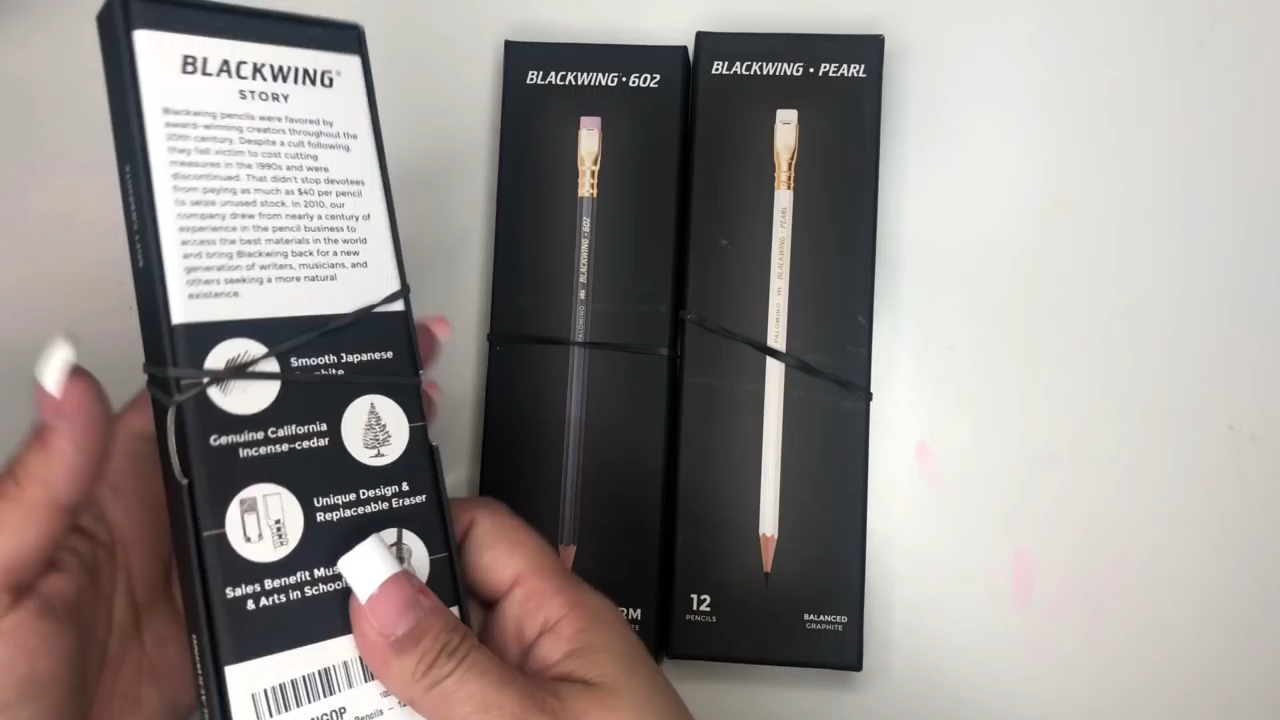 BLACKWING®
STORY
Blackwing pencils were favored by
award-winning creators throughout the
20th century. Despite a cult following,
they fell victim to cost cutting
measures in the 1990s and were
discontinued. That didn't stop devotees
from paying as much as $40 per pencil
to seize unused stock. In 2010, our
company drew from nearly a century of
experience in the pencil business to
access the best materials in the world
and bring Blackwing back for a new
generation of writers, musicians, and
others seeking a more natural
existence.
Smooth Japanese
Genuine California
Incense-cedar
Unique Design &
Replaceable Eraser
Sales Benefit Mus
& Arts in School
Pencils
BLACKWING • 602
BLACKWING • 602
PALOMINO
RM
BLACKWING • PEARL
BLACKWING • PEARL
PALOMINO
12
PENCILS
BALANCED
GRAPHITE